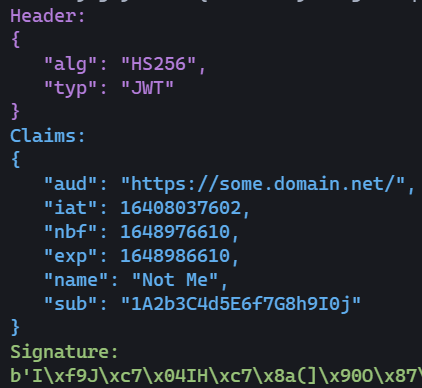 Header:
{
   "alg": "HS256",
   "typ": "JWT"
}
Claims:
{
   "aud": "https://some.domain.net/",
   "iat": 16408037602,
   "nbf": 1648976610,
   "exp": 1648986610,
   "name": "Not Me",
   "sub": "1A2b3C4d5E6f7G8h9I0j"
}
Signature:
b'I\xf9J\xc7\x04IH\xc7\x8a(]\x90O\x87\